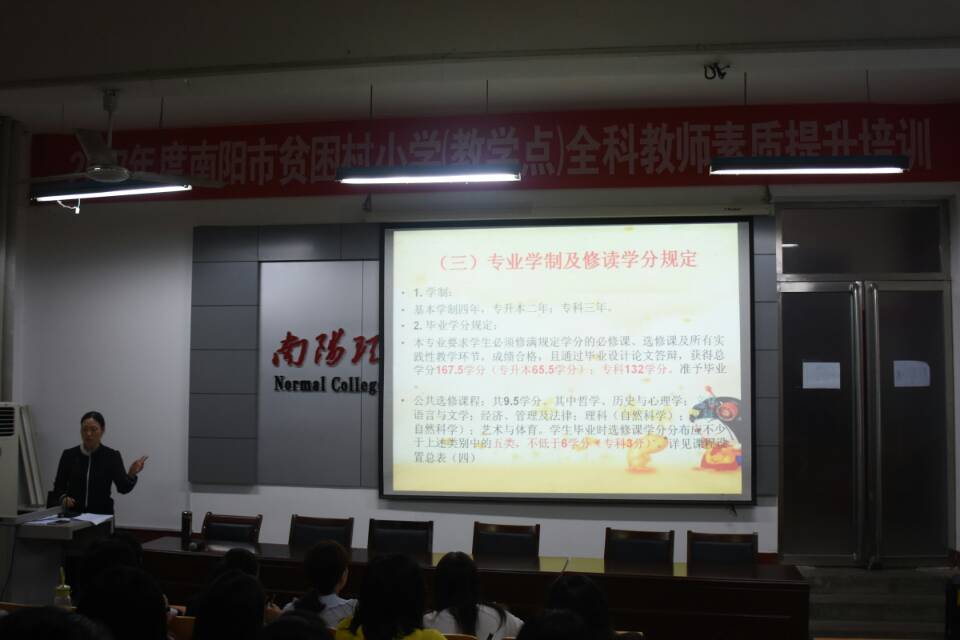 年度南阳市贫困村小学(教学点)全科教师素质提升培训
（三）专业学制及修读学分规定
• 1. 学制：
• 基本学制四年，专升本二年；专科三年。
• 2. 毕业学分规定：
• 本专业要求学生必须修满规定学分的必修课、选修课及所有实
践性教学环节，成绩合格，且通过毕业设计论文答辩，获得总
学分167.5学分（专升本65.5学分）；专科132学分。准予毕业
。
• 公共选修课程：共9.5学分。其中哲学、历史与心理学；
语言与文学；经济、管理及法律；理科（自然科学）；
自然科学）；艺术与体育。学生毕业时选修课学分分布应不少
于上述类别中的五类，不低于6学分（专科3分），详见课程设
置总表（四）
南陽
Normal College